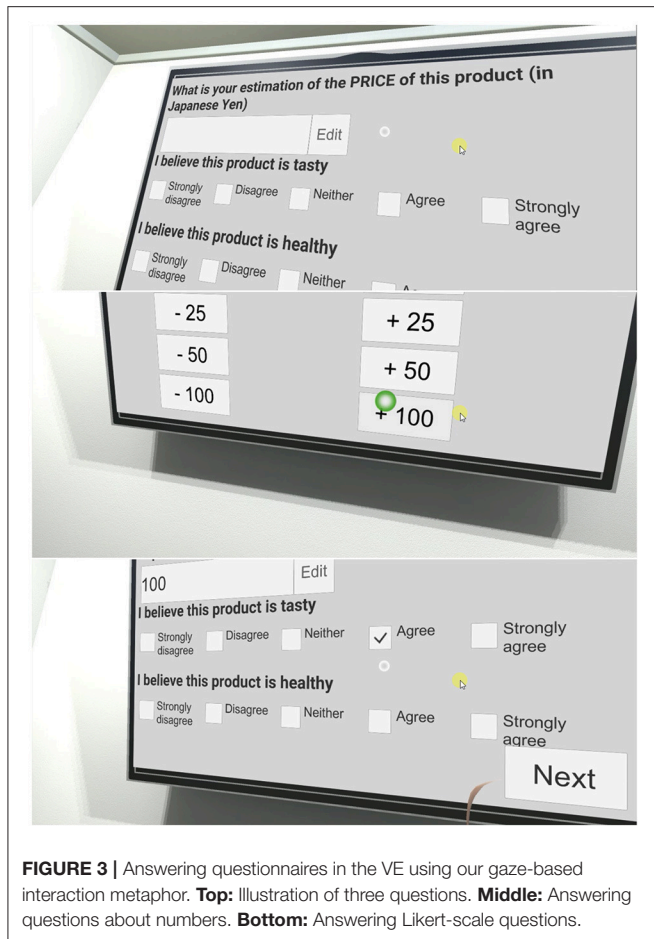 What is your estimation of the PRICE of this product (in
Japanese Yen)
Edit
I believe this product is tasty
Strongly
disagree
Disagree
Neither
Agree
Strongly
agree
I believe this product is healthy
Strongly
disagree
Disagree
Neither
- 25
+ 25
- 50
+ 50
- 100
+ 100
100
Edit
I believe this product is tasty
Strongly
disagree
Disagree
Neither
Agree
Strongly
agree
I believe this product is healthy
Strongly
disagree
Disagree
Neither
Agree
Strongly
agree
Next
FIGURE 3 | Answering questionnaires in the VE using our gaze-based
interaction metaphor. Top: Illustration of three questions. Middle: Answering
questions about numbers. Bottom: Answering Likert-scale questions.